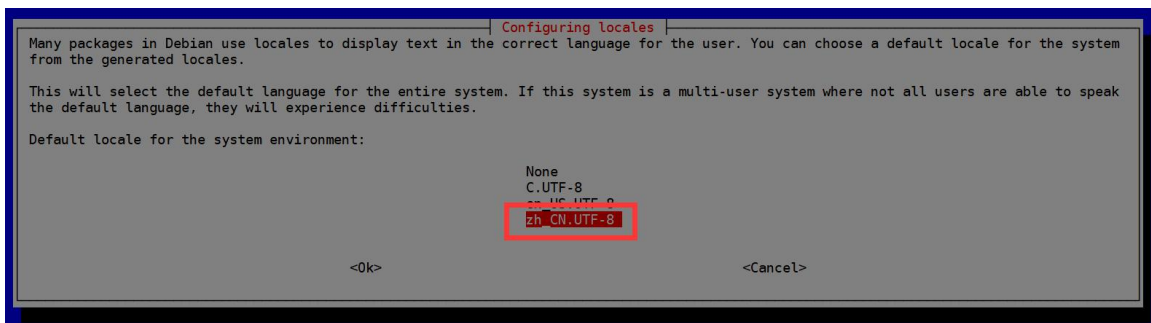 Configuring locales
Many packages in Debian use locales to display text in the correct language for the user. You can choose a default locale for the system
from the generated locales.
This will select the default language for the entire system. If this system is a multi-user system where not all users are able to speak
the default language, they will experience difficulties.
Default locale for the system environment:
None
C.UTF-8
en_US.UTF-8
zh_CN.UTF-8
<Ok> <Cancel>